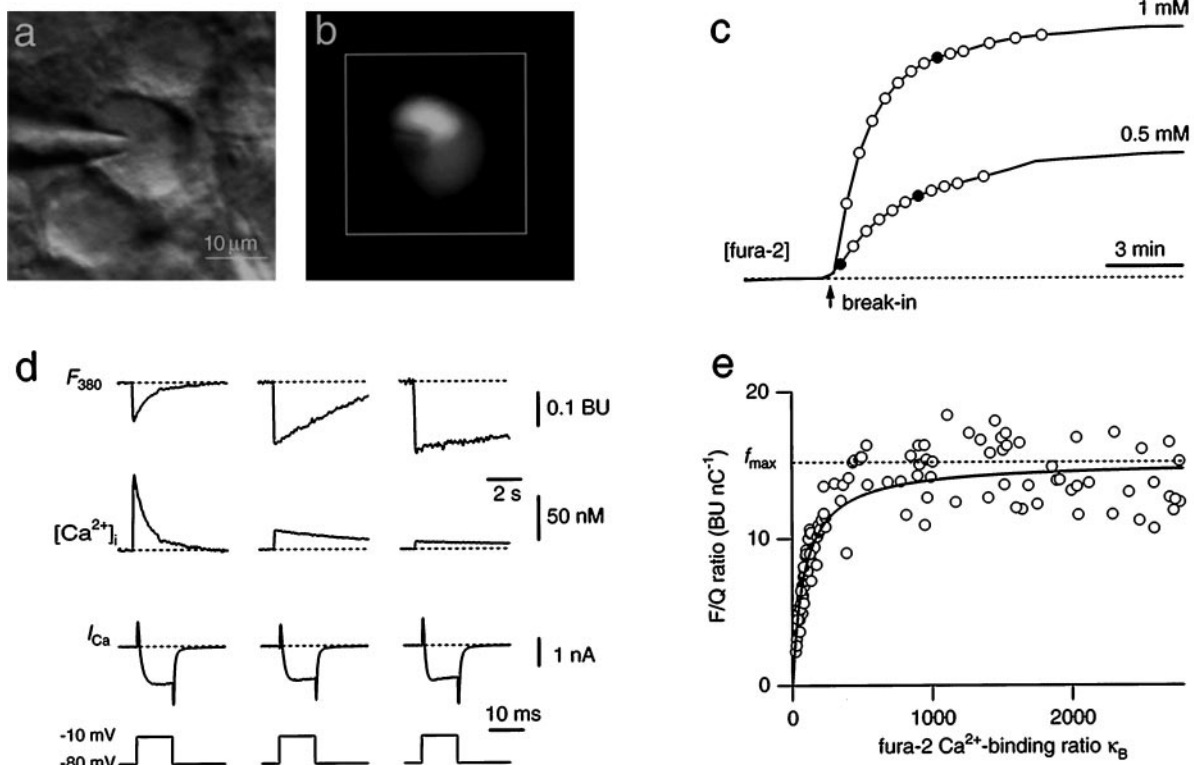 a
10 µm
b
c
1 mM
0.5 mM
[fura-2]
3 min
break-in
d
F380
0.1 BU
2 s
[Ca2+]i
50 nM
ICa
1 nA
10 ms
-10 mV
-80 mV
e
20
fmax
10
0
F/Q ratio (BU nC-1)
0
1000
2000
fura-2 Ca2+-binding ratio κB